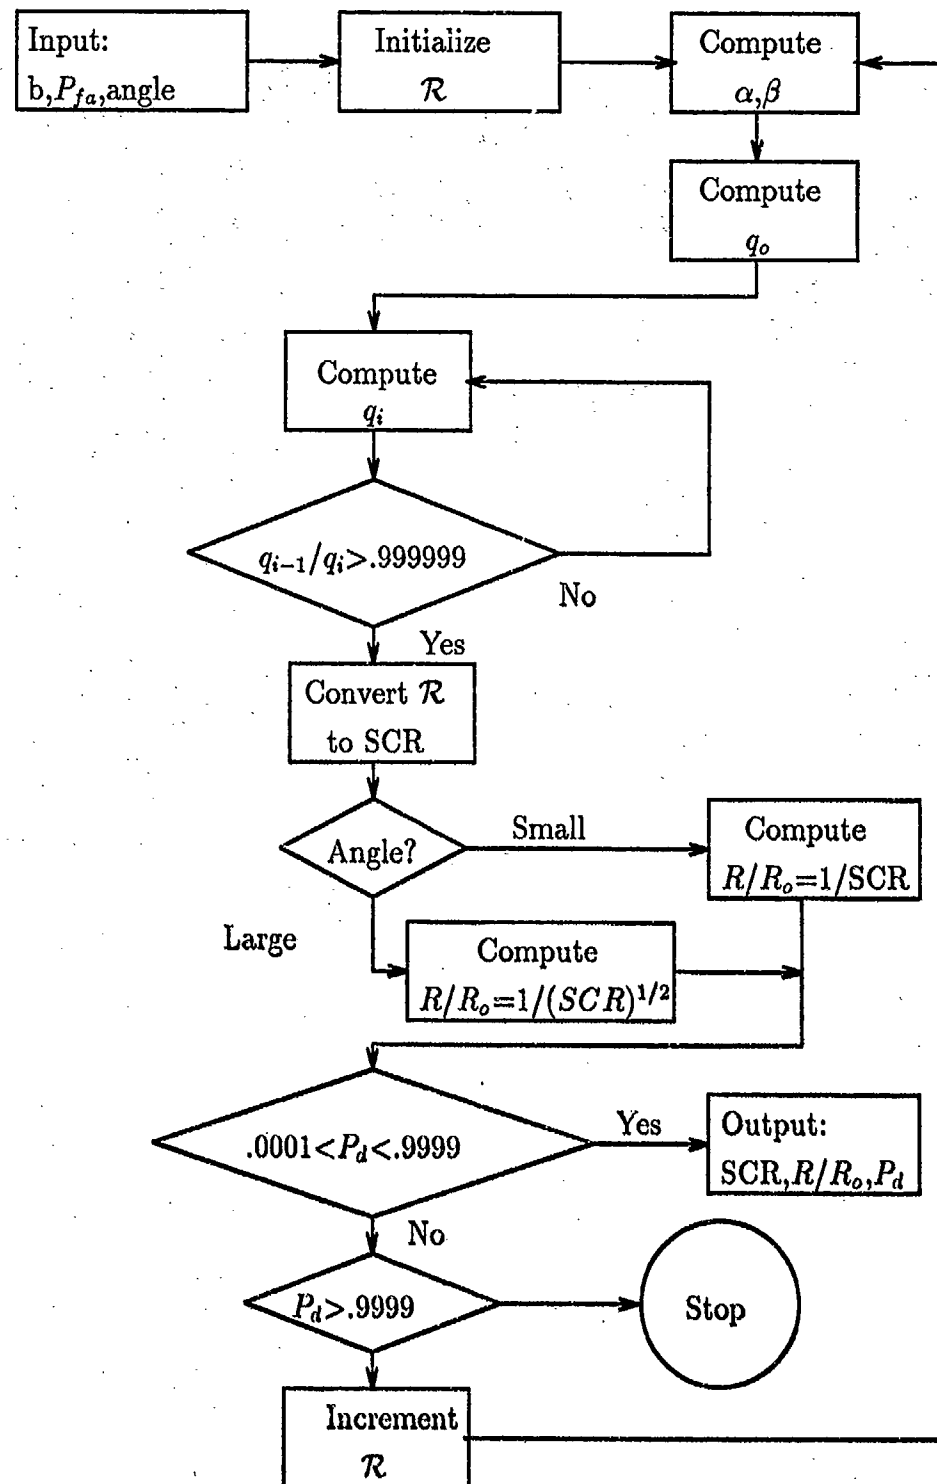 Input:
b,P_{fa},angle
Initialize
ℛ
Compute
α,β
Compute
q_o
Compute
q_i
q_{i−1}/q_i>.999999
No
Yes
Convert ℛ
to SCR
Angle?
Small
Compute
R/R_o=1/SCR
Large
Compute
R/R_o=1/(SCR)^{1/2}
.0001<P_d<.9999
Yes
Output:
SCR,R/R_o,P_d
No
P_d>.9999
Stop
Increment
ℛ